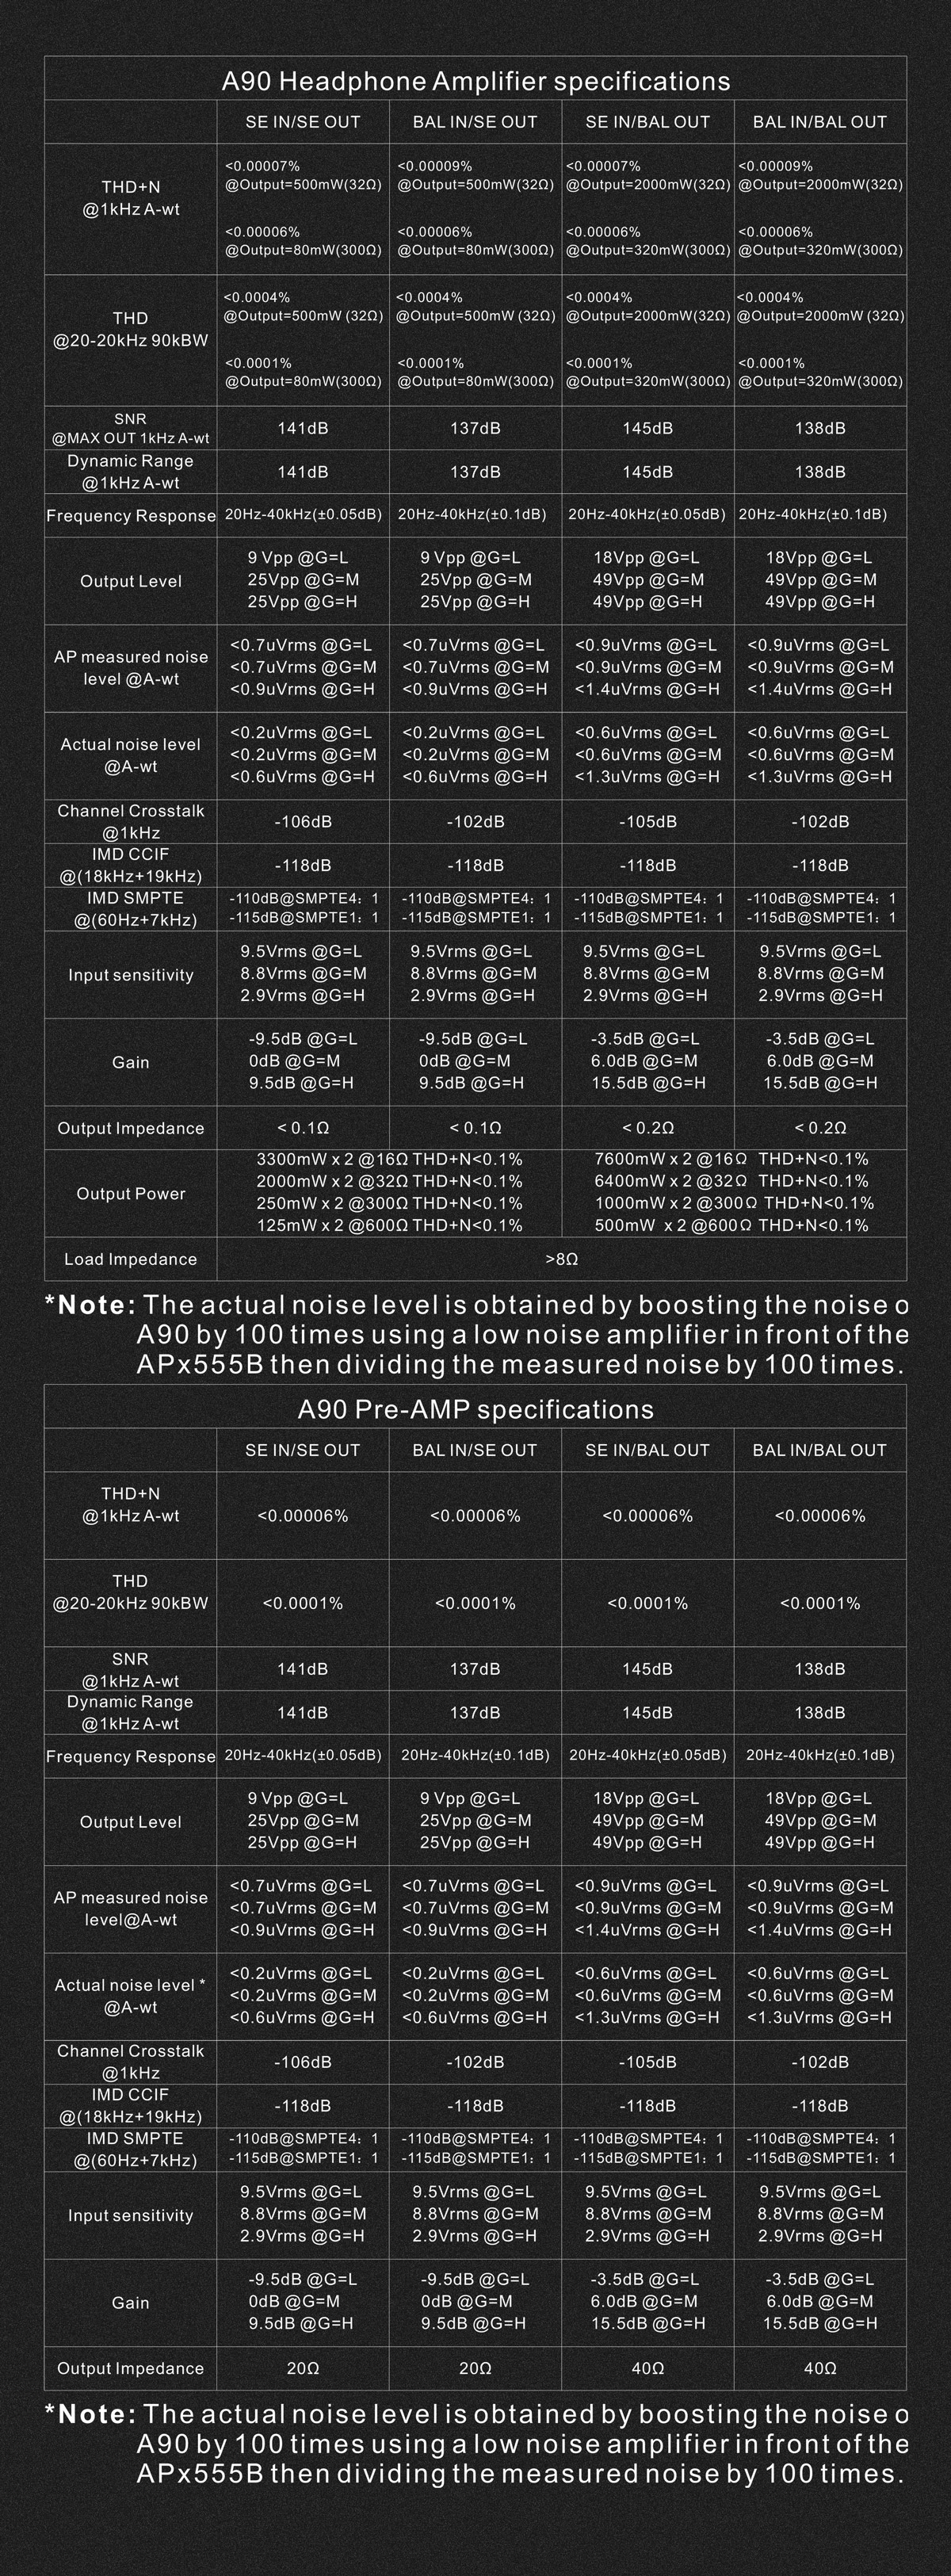 A90 Headphone Amplifier specifications
SE IN/SE OUT BAL IN/SE OUT SE IN/BAL OUT BAL IN/BAL OUT
THD+N
@1kHz A-wt
<0.00007% <0.00009% <0.00007% <0.00009%
@Output=500mW(32Ω) @Output=500mW(32Ω) @Output=2000mW(32Ω) @Output=2000mW(32Ω)
<0.00006% <0.00006% <0.00006% <0.00006%
@Output=80mW(300Ω) @Output=80mW(300Ω) @Output=320mW(300Ω) @Output=320mW(300Ω)
THD
@20-20kHz 90kBW
<0.0004% <0.0004% <0.0004% <0.0004%
@Output=500mW (32Ω) @Output=500mW (32Ω) @Output=2000mW(32Ω) @Output=2000mW (32Ω)
<0.0001% <0.0001% <0.0001% <0.0001%
@Output=80mW(300Ω) @Output=80mW(300Ω) @Output=320mW(300Ω) @Output=320mW(300Ω)
SNR
@MAX OUT 1kHz A-wt
141dB 137dB 145dB 138dB
Dynamic Range
@1kHz A-wt
141dB 137dB 145dB 138dB
Frequency Response 20Hz-40kHz(±0.05dB) 20Hz-40kHz(±0.1dB) 20Hz-40kHz(±0.05dB) 20Hz-40kHz(±0.1dB)
Output Level
9 Vpp @G=L 9 Vpp @G=L 18Vpp @G=L 18Vpp @G=L
25Vpp @G=M 25Vpp @G=M 49Vpp @G=M 49Vpp @G=M
25Vpp @G=H 25Vpp @G=H 49Vpp @G=H 49Vpp @G=H
AP measured noise
level @A-wt
<0.7uVrms @G=L <0.7uVrms @G=L <0.9uVrms @G=L <0.9uVrms @G=L
<0.7uVrms @G=M <0.7uVrms @G=M <0.9uVrms @G=M <0.9uVrms @G=M
<0.9uVrms @G=H <0.9uVrms @G=H <1.4uVrms @G=H <1.4uVrms @G=H
Actual noise level
@A-wt
<0.2uVrms @G=L <0.2uVrms @G=L <0.6uVrms @G=L <0.6uVrms @G=L
<0.2uVrms @G=M <0.2uVrms @G=M <0.6uVrms @G=M <0.6uVrms @G=M
<0.6uVrms @G=H <0.6uVrms @G=H <1.3uVrms @G=H <1.3uVrms @G=H
Channel Crosstalk
@1kHz
-106dB -102dB -105dB -102dB
IMD CCIF
@(18kHz+19kHz)
-118dB -118dB -118dB -118dB
IMD SMPTE
@(60Hz+7kHz)
-110dB@SMPTE4：1 -110dB@SMPTE4：1 -110dB@SMPTE4：1 -110dB@SMPTE4：1
-115dB@SMPTE1：1 -115dB@SMPTE1：1 -115dB@SMPTE1：1 -115dB@SMPTE1：1
Input sensitivity
9.5Vrms @G=L 9.5Vrms @G=L 9.5Vrms @G=L 9.5Vrms @G=L
8.8Vrms @G=M 8.8Vrms @G=M 8.8Vrms @G=M 8.8Vrms @G=M
2.9Vrms @G=H 2.9Vrms @G=H 2.9Vrms @G=H 2.9Vrms @G=H
Gain
-9.5dB @G=L -9.5dB @G=L -3.5dB @G=L -3.5dB @G=L
0dB @G=M 0dB @G=M 6.0dB @G=M 6.0dB @G=M
9.5dB @G=H 9.5dB @G=H 15.5dB @G=H 15.5dB @G=H
Output Impedance < 0.1Ω < 0.1Ω < 0.2Ω < 0.2Ω
Output Power
3300mW x 2 @16Ω THD+N<0.1% 7600mW x 2 @16Ω THD+N<0.1%
2000mW x 2 @32Ω THD+N<0.1% 6400mW x 2 @32Ω THD+N<0.1%
250mW x 2 @300Ω THD+N<0.1% 1000mW x 2 @300Ω THD+N<0.1%
125mW x 2 @600Ω THD+N<0.1% 500mW x 2 @600Ω THD+N<0.1%
Load Impedance >8Ω
*Note: The actual noise level is obtained by boosting the noise o
A90 by 100 times using a low noise amplifier in front of the
APx555B then dividing the measured noise by 100 times.
A90 Pre-AMP specifications
SE IN/SE OUT BAL IN/SE OUT SE IN/BAL OUT BAL IN/BAL OUT
THD+N
@1kHz A-wt
<0.00006% <0.00006% <0.00006% <0.00006%
THD
@20-20kHz 90kBW
<0.0001% <0.0001% <0.0001% <0.0001%
SNR
@1kHz A-wt
141dB 137dB 145dB 138dB
Dynamic Range
@1kHz A-wt
141dB 137dB 145dB 138dB
Frequency Response 20Hz-40kHz(±0.05dB) 20Hz-40kHz(±0.1dB) 20Hz-40kHz(±0.05dB) 20Hz-40kHz(±0.1dB)
Output Level
9 Vpp @G=L 9 Vpp @G=L 18Vpp @G=L 18Vpp @G=L
25Vpp @G=M 25Vpp @G=M 49Vpp @G=M 49Vpp @G=M
25Vpp @G=H 25Vpp @G=H 49Vpp @G=H 49Vpp @G=H
AP measured noise
level@A-wt
<0.7uVrms @G=L <0.7uVrms @G=L <0.9uVrms @G=L <0.9uVrms @G=L
<0.7uVrms @G=M <0.7uVrms @G=M <0.9uVrms @G=M <0.9uVrms @G=M
<0.9uVrms @G=H <0.9uVrms @G=H <1.4uVrms @G=H <1.4uVrms @G=H
Actual noise level *
@A-wt
<0.2uVrms @G=L <0.2uVrms @G=L <0.6uVrms @G=L <0.6uVrms @G=L
<0.2uVrms @G=M <0.2uVrms @G=M <0.6uVrms @G=M <0.6uVrms @G=M
<0.6uVrms @G=H <0.6uVrms @G=H <1.3uVrms @G=H <1.3uVrms @G=H
Channel Crosstalk
@1kHz
-106dB -102dB -105dB -102dB
IMD CCIF
@(18kHz+19kHz)
-118dB -118dB -118dB -118dB
IMD SMPTE
@(60Hz+7kHz)
-110dB@SMPTE4：1 -110dB@SMPTE4：1 -110dB@SMPTE4：1 -110dB@SMPTE4：1
-115dB@SMPTE1：1 -115dB@SMPTE1：1 -115dB@SMPTE1：1 -115dB@SMPTE1：1
Input sensitivity
9.5Vrms @G=L 9.5Vrms @G=L 9.5Vrms @G=L 9.5Vrms @G=L
8.8Vrms @G=M 8.8Vrms @G=M 8.8Vrms @G=M 8.8Vrms @G=M
2.9Vrms @G=H 2.9Vrms @G=H 2.9Vrms @G=H 2.9Vrms @G=H
Gain
-9.5dB @G=L -9.5dB @G=L -3.5dB @G=L -3.5dB @G=L
0dB @G=M 0dB @G=M 6.0dB @G=M 6.0dB @G=M
9.5dB @G=H 9.5dB @G=H 15.5dB @G=H 15.5dB @G=H
Output Impedance 20Ω 20Ω 40Ω 40Ω
*Note: The actual noise level is obtained by boosting the noise o
A90 by 100 times using a low noise amplifier in front of the
APx555B then dividing the measured noise by 100 times.